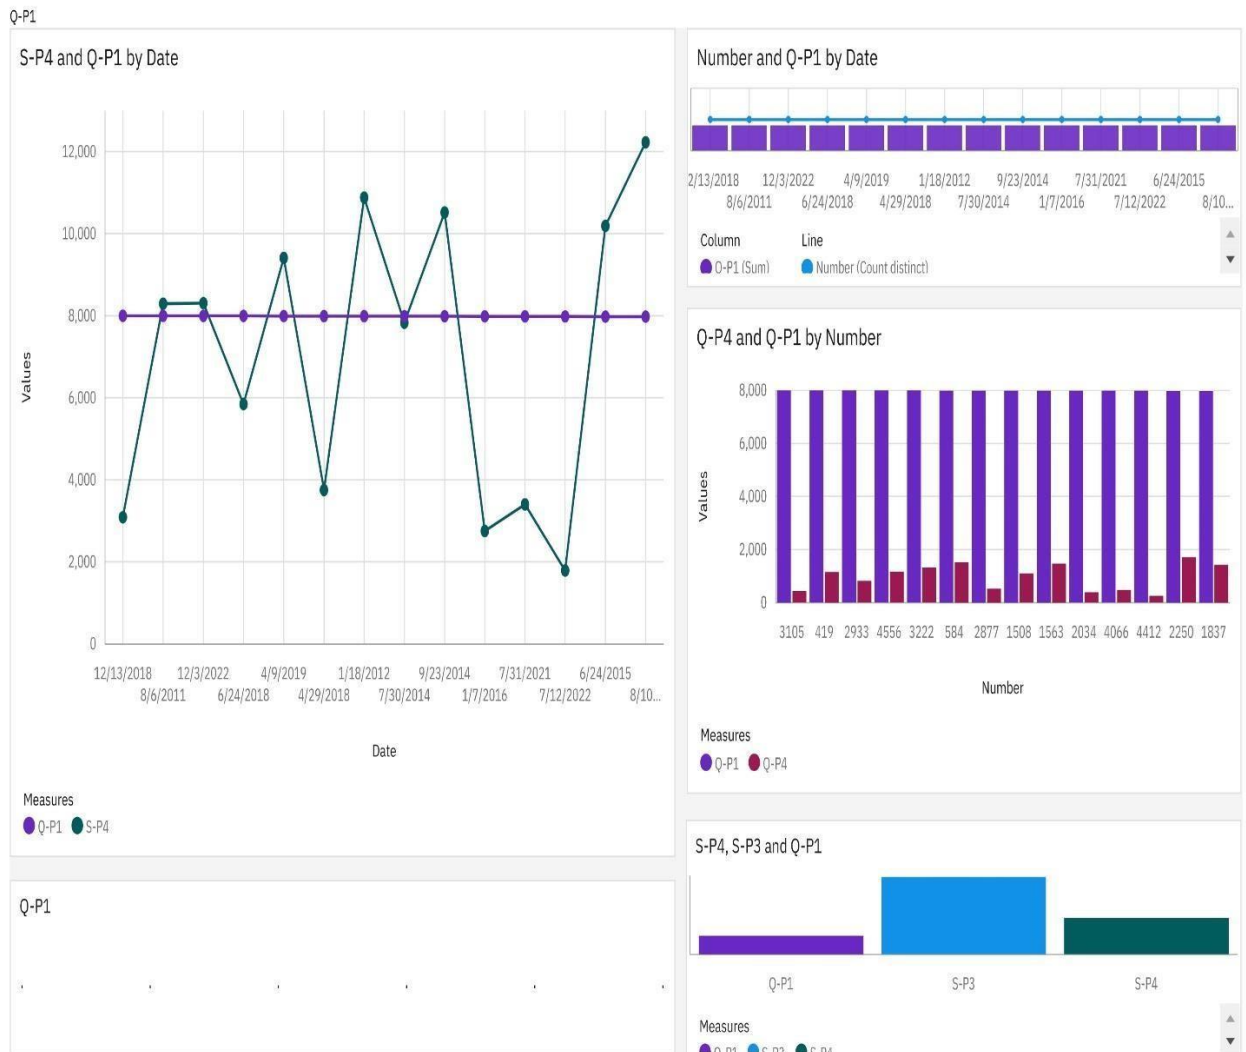 Q-P1
S-P4 and Q-P1 by Date
12,000
10,000
8,000
6,000
4,000
2,000
0
Values
12/13/2018 12/3/2022 4/9/2019 1/18/2012 9/23/2014 7/31/2021 6/24/2015
8/6/2011 6/24/2018 4/29/2018 7/30/2014 1/7/2016 7/12/2022 8/10...
Date
Measures
Q-P1 S-P4
Q-P1
Number and Q-P1 by Date
2/13/2018 12/3/2022 4/9/2019 1/18/2012 9/23/2014 7/31/2021 6/24/2015
8/6/2011 6/24/2018 4/29/2018 7/30/2014 1/7/2016 7/12/2022 8/10...
Column Line
Q-P1 (Sum) Number (Count distinct)
Q-P4 and Q-P1 by Number
8,000
6,000
4,000
2,000
0
Values
3105 419 2933 4556 3222 584 2877 1508 1563 2034 4066 4412 2250 1837
Number
Measures
Q-P1 Q-P4
S-P4, S-P3 and Q-P1
Q-P1 S-P3 S-P4
Measures
Q-P1 S-P3 S-P4